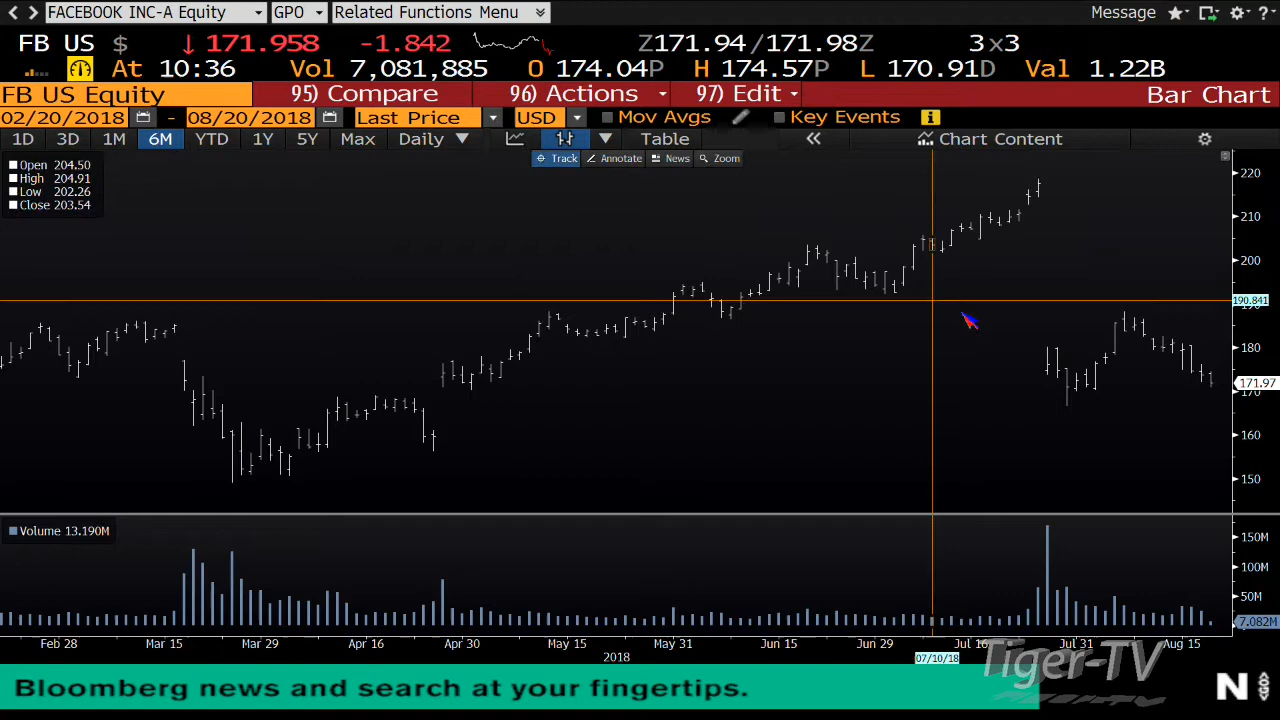 FACEBOOK INC-A Equity GPO Related Functions Menu Message ?
FB US $ ↓ 171.958 -1.842 Z171.94/171.98Z 3x3
At 10:36 Vol 7,081,885 O 174.04P H 174.57P L 170.91D Val 1.22B
FB US Equity 95) Compare 96) Actions 97) Edit Bar Chart
02/20/2018 - 08/20/2018 Last Price USD Mov Avgs Key Events
1D 3D 1M 6M YTD 1Y 5Y Max Daily Table Chart Content
Track Annotate News Zoom
Open 204.50
High 204.91
Low 202.26
Close 203.54
220
210
200
190.841
180
171.97
170
160
150
Volume 13.190M
150M
100M
50M
7.082M
Feb 28 Mar 15 Mar 29 Apr 16 Apr 30 May 15 May 31 Jun 15 Jun 29 Jul 16 Jul 31 Aug 15
2018
07/10/18
Tiger-TV
Bloomberg news and search at your fingertips.
N